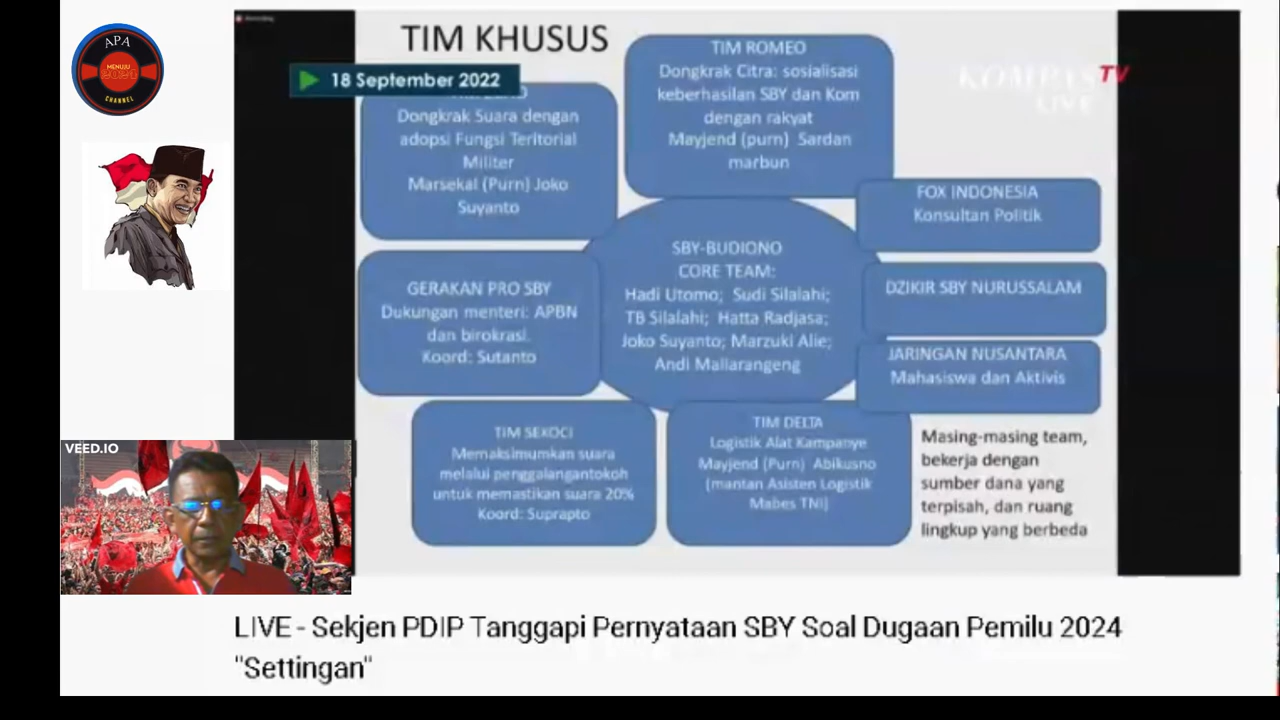 APA
MENUJU
2024
CHANNEL
TIM KHUSUS
18 September 2022
KOMPAS TV
LIVE
Dongkrak Suara dengan
adopsi Fungsi Teritorial
Militer
Marsekal (Purn) Joko
Suyanto
TIM ROMEO
Dongkrak Citra: sosialisasi
keberhasilan SBY dan Kom
dengan rakyat
Mayjend (purn) Sardan
marbun
FOX INDONESIA
Konsultan Politik
GERAKAN PRO SBY
Dukungan menteri: APBN
dan birokrasi.
Koord: Sutanto
SBY-BUDIONO
CORE TEAM:
Hadi Utomo; Sudi Silalahi;
TB Silalahi; Hatta Radjasa;
Joko Suyanto; Marzuki Alie;
Andi Mallarangeng
DZIKIR SBY NURUSSALAM
JARINGAN NUSANTARA
Mahasiswa dan Aktivis
TIM SEKOCI
Memaksimumkan suara
melalui penggalangantokoh
untuk memastikan suara 20%
Koord: Suprapto
TIM DELTA
Logistik Alat Kampanye
Mayjend (Purn) Abikusno
(mantan Asisten Logistik
Mabes TNI)
Masing-masing team,
bekerja dengan
sumber dana yang
terpisah, dan ruang
lingkup yang berbeda
VEED.IO
LIVE - Sekjen PDIP Tanggapi Pernyataan SBY Soal Dugaan Pemilu 2024
"Settingan"